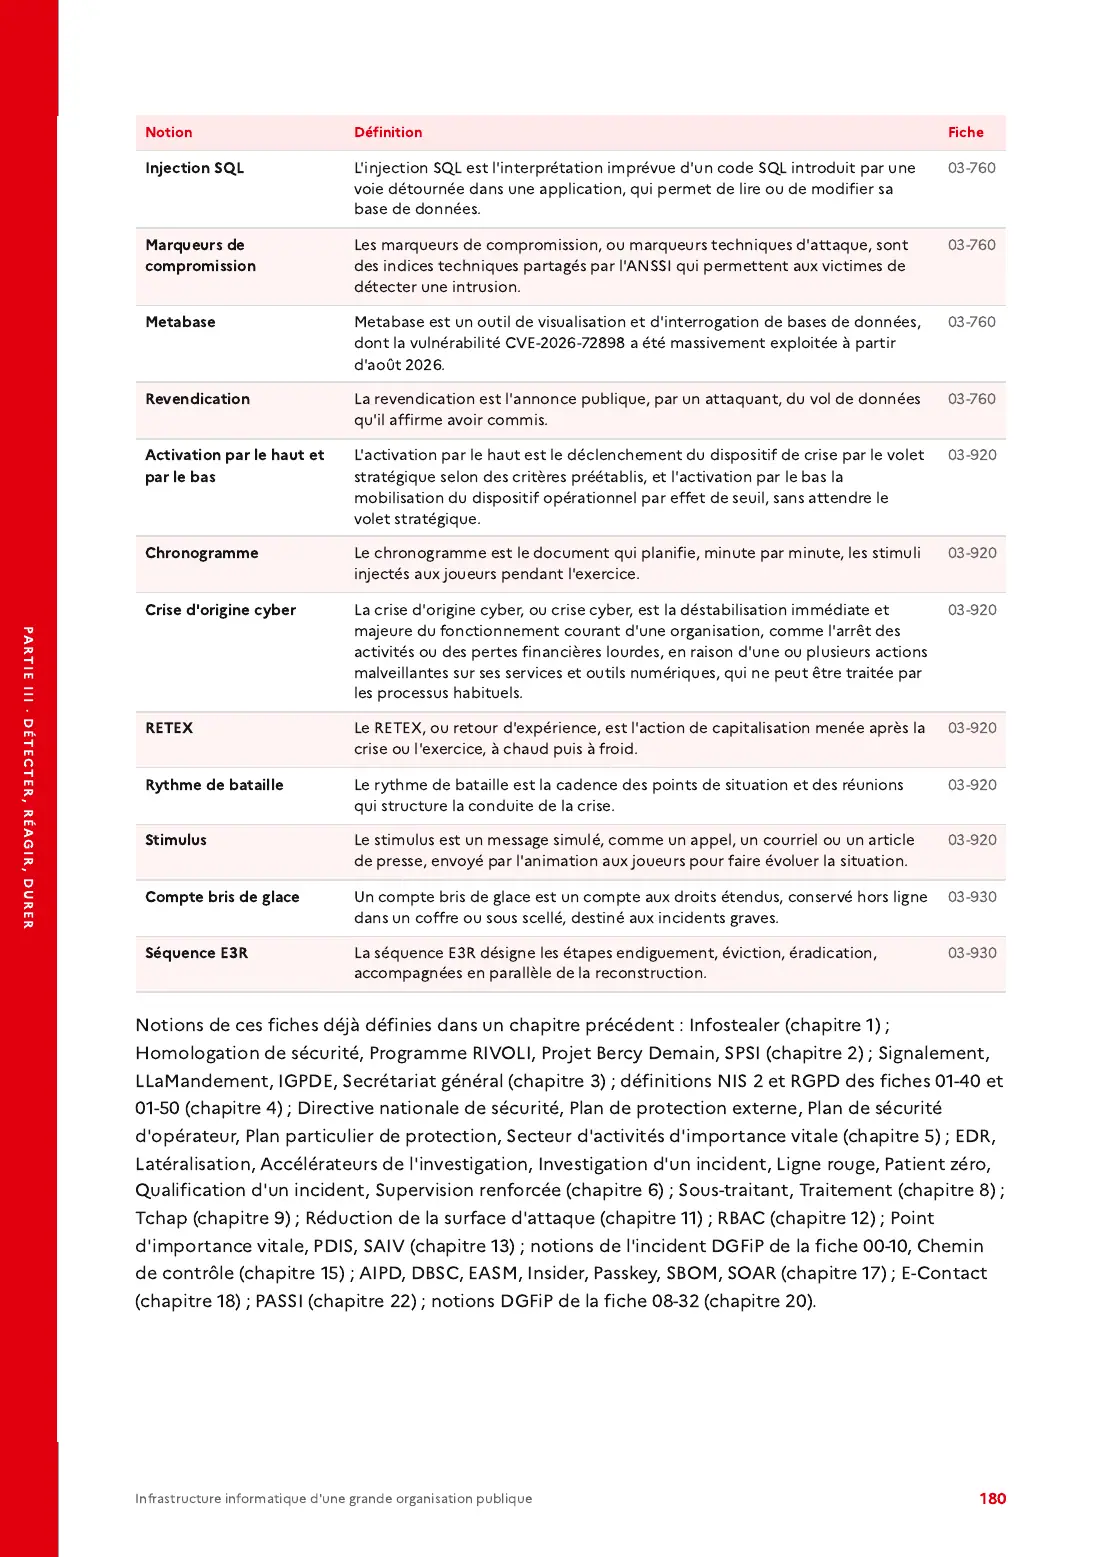 Notion Définition Fiche
Injection SQL L'injection SQL est l'interprétation imprévue d'un code SQL introduit par une 03-760
voie détournée dans une application, qui permet de lire ou de modifier sa
base de données.
Marqueurs de Les marqueurs de compromission, ou marqueurs techniques d'attaque, sont 03-760
compromission des indices techniques partagés par l'ANSSI qui permettent aux victimes de
détecter une intrusion.
Metabase Metabase est un outil de visualisation et d'interrogation de bases de données, 03-760
dont la vulnérabilité CVE-2026-72898 a été massivement exploitée à partir
d'août 2026.
Revendication La revendication est l'annonce publique, par un attaquant, du vol de données 03-760
qu'il affirme avoir commis.
Activation par le haut et L'activation par le haut est le déclenchement du dispositif de crise par le volet 03-920
par le bas stratégique selon des critères préétablis, et l'activation par le bas la
mobilisation du dispositif opérationnel par effet de seuil, sans attendre le
volet stratégique.
Chronogramme Le chronogramme est le document qui planifie, minute par minute, les stimuli 03-920
injectés aux joueurs pendant l'exercice.
Crise d'origine cyber La crise d'origine cyber, ou crise cyber, est la déstabilisation immédiate et 03-920
majeure du fonctionnement courant d'une organisation, comme l'arrêt des
activités ou des pertes financières lourdes, en raison d'une ou plusieurs actions
malveillantes sur ses services et outils numériques, qui ne peut être traitée par
les processus habituels.
RETEX Le RETEX, ou retour d'expérience, est l'action de capitalisation menée après la 03-920
crise ou l'exercice, à chaud puis à froid.
Rythme de bataille Le rythme de bataille est la cadence des points de situation et des réunions 03-920
qui structure la conduite de la crise.
Stimulus Le stimulus est un message simulé, comme un appel, un courriel ou un article 03-920
de presse, envoyé par l'animation aux joueurs pour faire évoluer la situation.
Compte bris de glace Un compte bris de glace est un compte aux droits étendus, conservé hors ligne 03-930
dans un coffre ou sous scellé, destiné aux incidents graves.
Séquence E3R La séquence E3R désigne les étapes endiguement, éviction, éradication, 03-930
accompagnées en parallèle de la reconstruction.
Notions de ces fiches déjà définies dans un chapitre précédent : Infostealer (chapitre 1) ;
Homologation de sécurité, Programme RIVOLI, Projet Bercy Demain, SPSI (chapitre 2) ; Signalement,
LLaMandement, IGPDE, Secrétariat général (chapitre 3) ; définitions NIS 2 et RGPD des fiches 01-40 et
01-50 (chapitre 4) ; Directive nationale de sécurité, Plan de protection externe, Plan de sécurité
d'opérateur, Plan particulier de protection, Secteur d'activités d'importance vitale (chapitre 5) ; EDR,
Latéralisation, Accélérateurs de l'investigation, Investigation d'un incident, Ligne rouge, Patient zéro,
Qualification d'un incident, Supervision renforcée (chapitre 6) ; Sous-traitant, Traitement (chapitre 8) ;
Tchap (chapitre 9) ; Réduction de la surface d'attaque (chapitre 11) ; RBAC (chapitre 12) ; Point
d'importance vitale, PDIS, SAIV (chapitre 13) ; notions de l'incident DGFiP de la fiche 00-10, Chemin
de contrôle (chapitre 15) ; AIPD, DBSC, EASM, Insider, Passkey, SBOM, SOAR (chapitre 17) ; E-Contact
(chapitre 18) ; PASSI (chapitre 22) ; notions DGFiP de la fiche 08-32 (chapitre 20).
PARTIE III · DÉTECTER, RÉAGIR, DURER
Infrastructure informatique d'une grande organisation publique 180